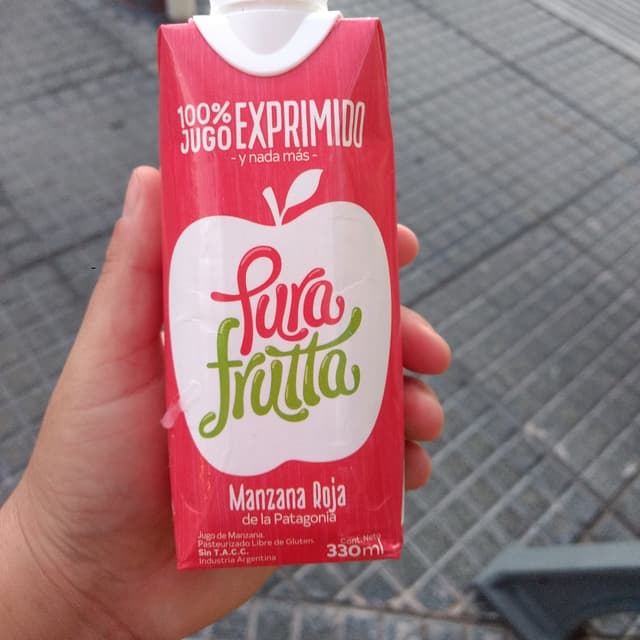 100%
JUGO EXPRIMIDO
- y nada más -
Pura
frutta
Manzana Roja
de la Patagonia
Jugo de Manzana.
Pasteurizado Libre de Gluten.
Sin T.A.C.C.
Industria Argentina
Cont. Neto
330ml